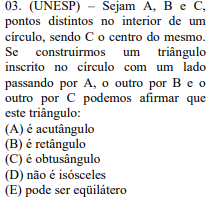 03. (UNESP) – Sejam A, B e C,
pontos distintos no interior de um
círculo, sendo C o centro do mesmo.
Se construirmos um triângulo
inscrito no círculo com um lado
passando por A, o outro por B e o
outro por C podemos afirmar que
este triângulo:
(A) é acutângulo
(B) é retângulo
(C) é obtusângulo
(D) não é isósceles
(E) pode ser eqüilátero